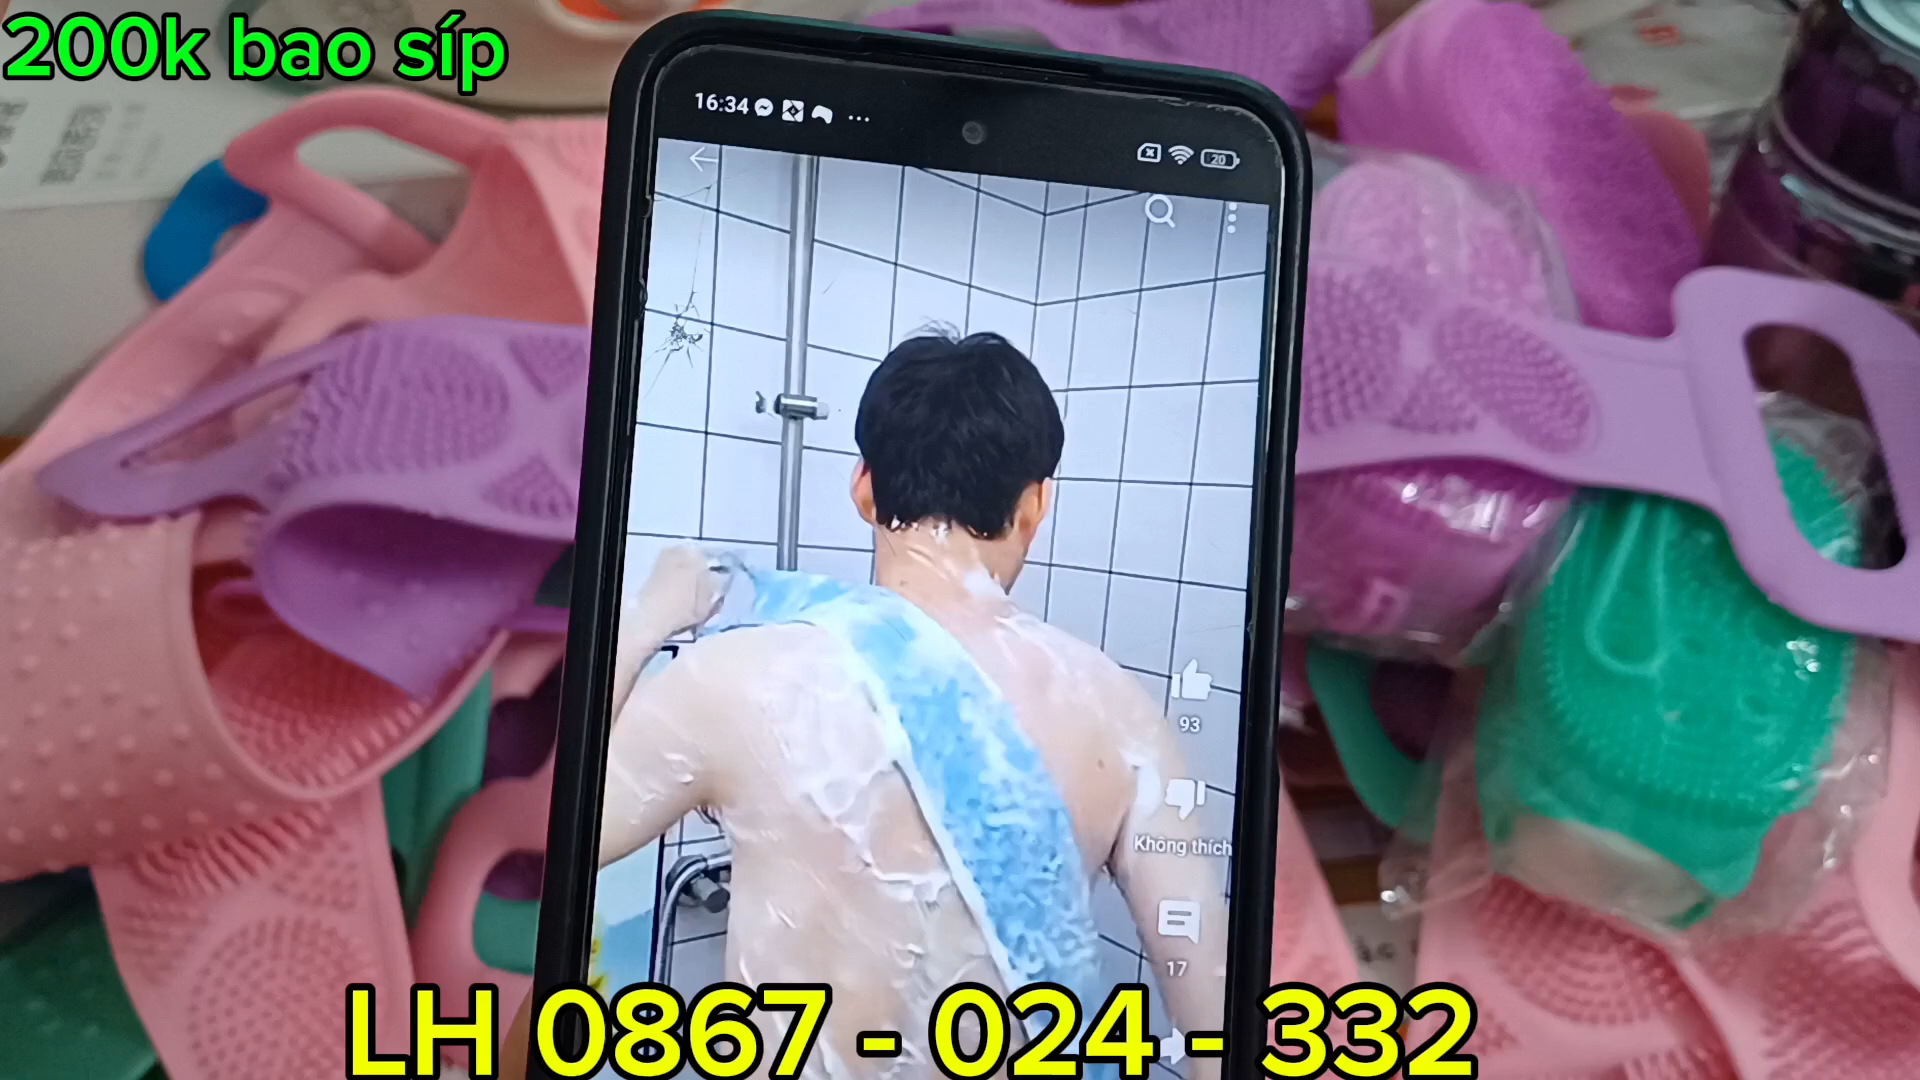 200k bao síp
16:34
20
93
Không thích
17
LH 0867 - 024 - 332